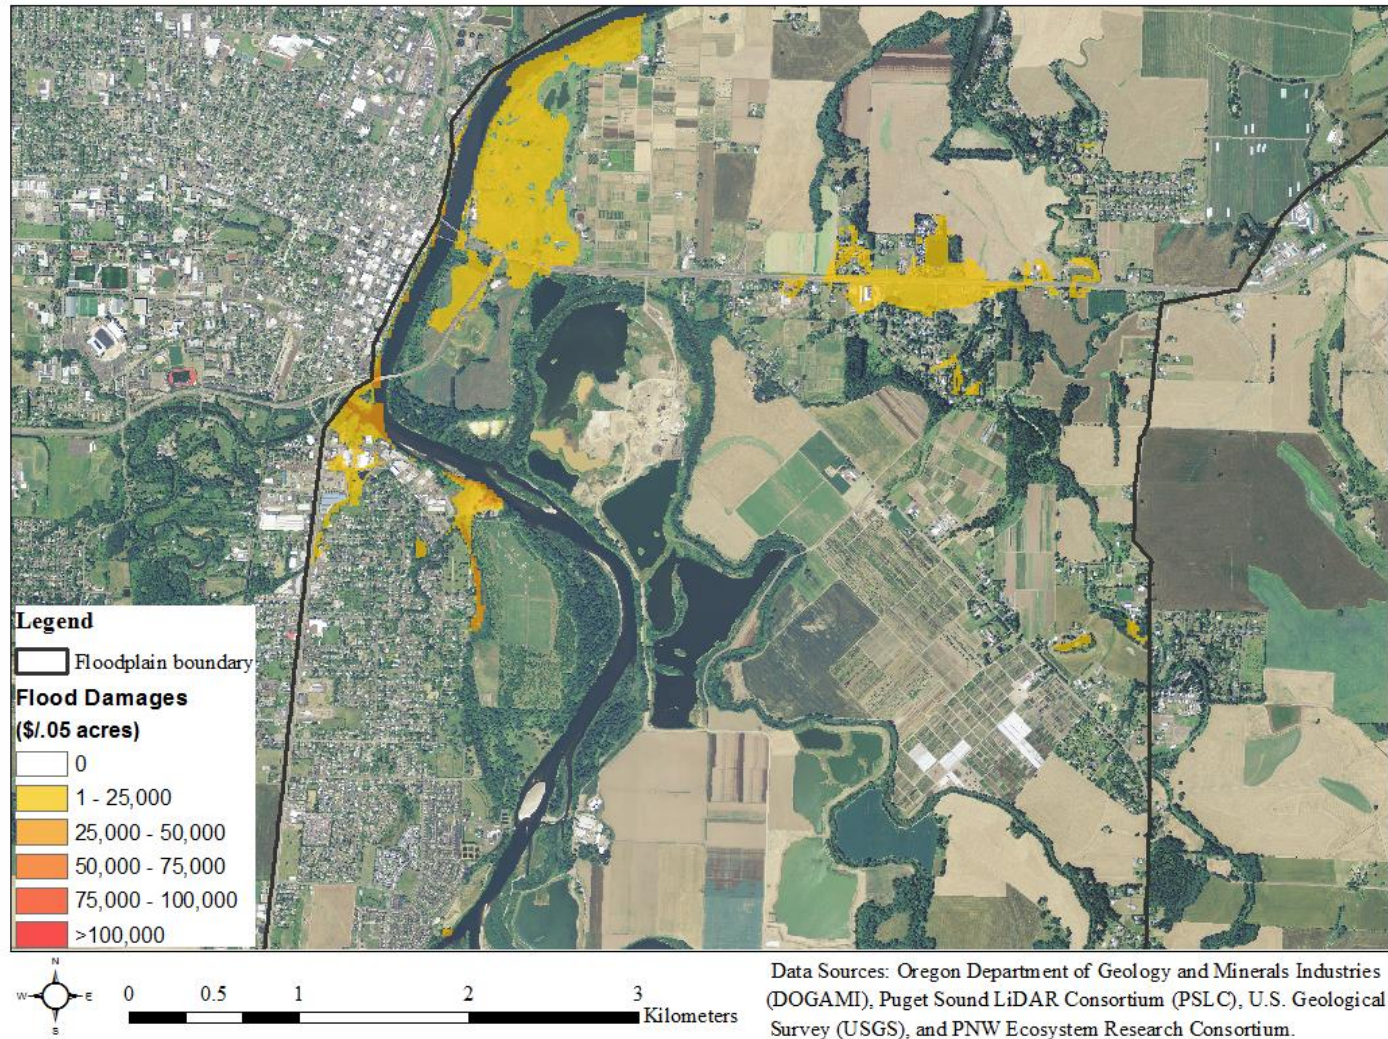 Legend
Floodplain boundary
Flood Damages
($/.05 acres)
0
1 - 25,000
25,000 - 50,000
50,000 - 75,000
75,000 - 100,000
>100,000
N
W E
S
0 0.5 1 2 3
Kilometers
Data Sources: Oregon Department of Geology and Minerals Industries
(DOGAMI), Puget Sound LiDAR Consortium (PSLC), U.S. Geological
Survey (USGS), and PNW Ecosystem Research Consortium.